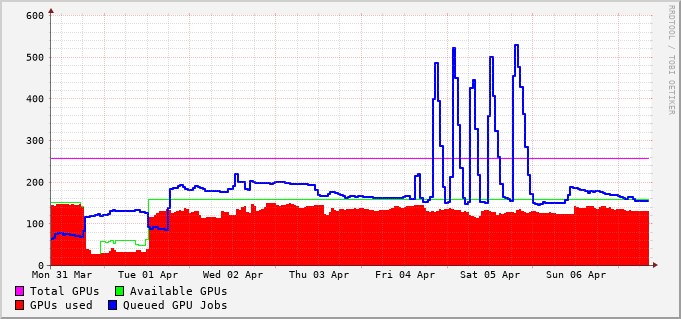 RRDTOOL / TOBI OETIKER
600
500
400
300
200
100
0
Mon 31 Mar Tue 01 Apr Wed 02 Apr Thu 03 Apr Fri 04 Apr Sat 05 Apr Sun 06 Apr
Total GPUs Available GPUs
GPUs used Queued GPU Jobs